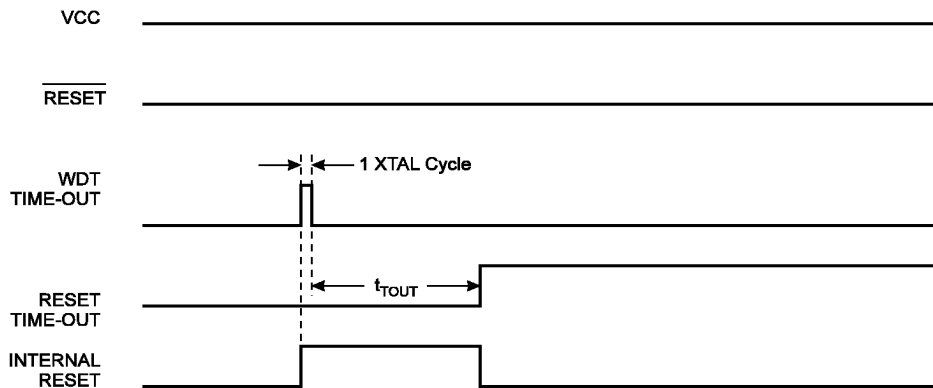 VCC
RESET
1 XTAL Cycle
WDT
TIME-OUT
tTOUT
RESET
TIME-OUT
INTERNAL
RESET